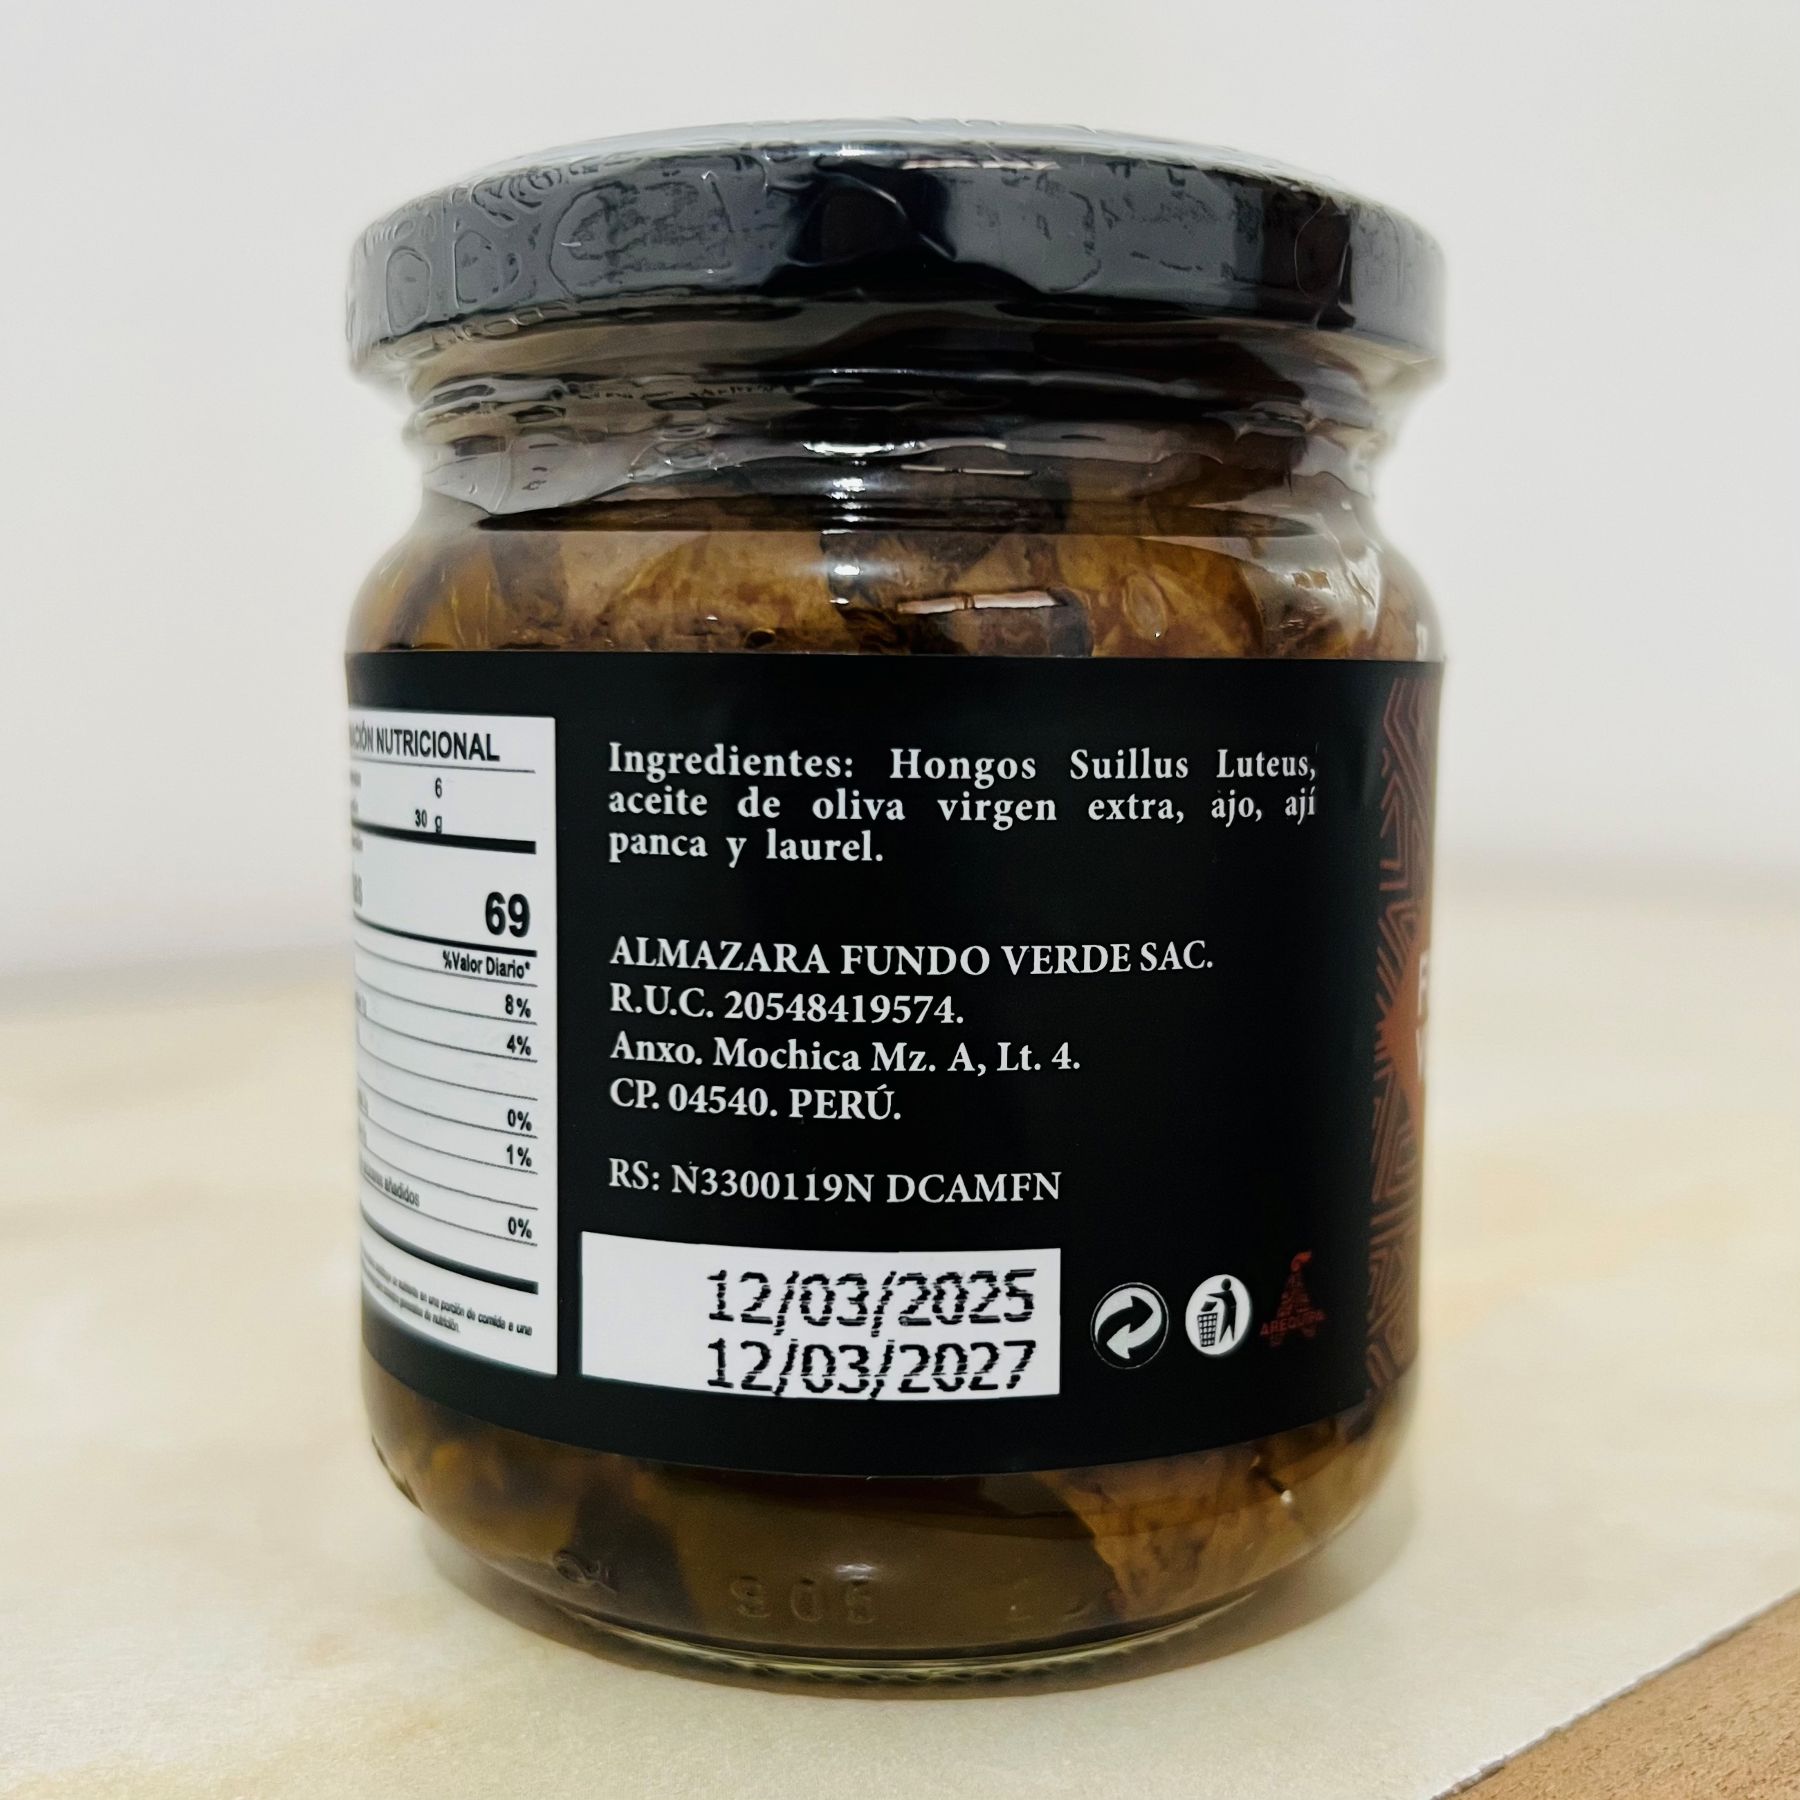 NUTRICIONAL
6
30 g
69
%Valor Diario*
8%
4%
0%
1%
añadidos
0%
Ingredientes: Hongos Suillus Luteus,
aceite de oliva virgen extra, ajo, ají
panca y laurel.
ALMAZARA FUNDO VERDE SAC.
R.U.C. 20548419574.
Anxo. Mochica Mz. A, Lt. 4.
CP. 04540. PERÚ.
RS: N3300119N DCAMFN
12/03/2025
12/03/2027
AREQUIPA